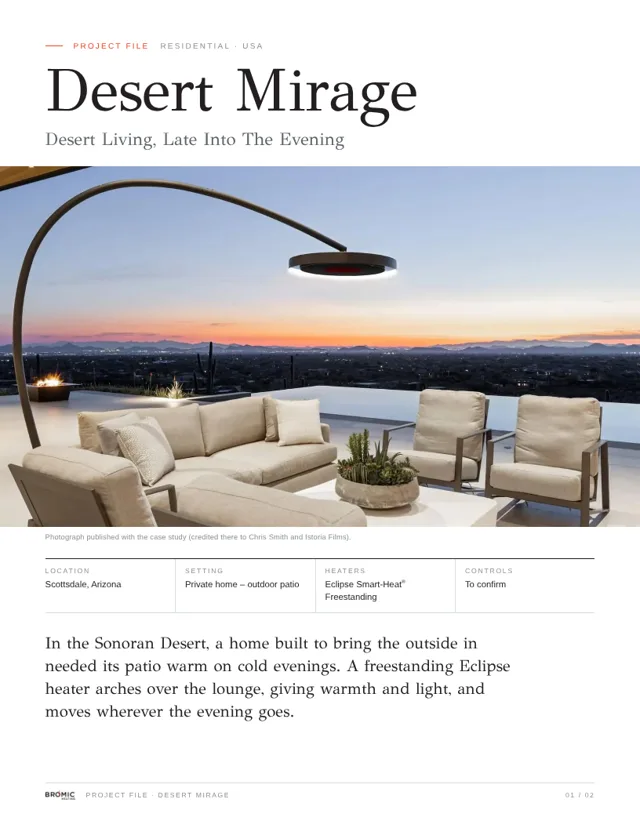 PROJECT FILE RESIDENTIAL · USA
Desert Mirage
Desert Living, Late Into The Evening
Photograph published with the case study (credited there to Chris Smith and Istoria Films).
LOCATION
Scottsdale, Arizona
SETTING
Private home – outdoor patio
HEATERS
Eclipse Smart-Heat®
Freestanding
CONTROLS
To confirm
In the Sonoran Desert, a home built to bring the outside in
needed its patio warm on cold evenings. A freestanding Eclipse
heater arches over the lounge, giving warmth and light, and
moves wherever the evening goes.
BROMIC
HEATING
PROJECT FILE · DESERT MIRAGE
01 / 02